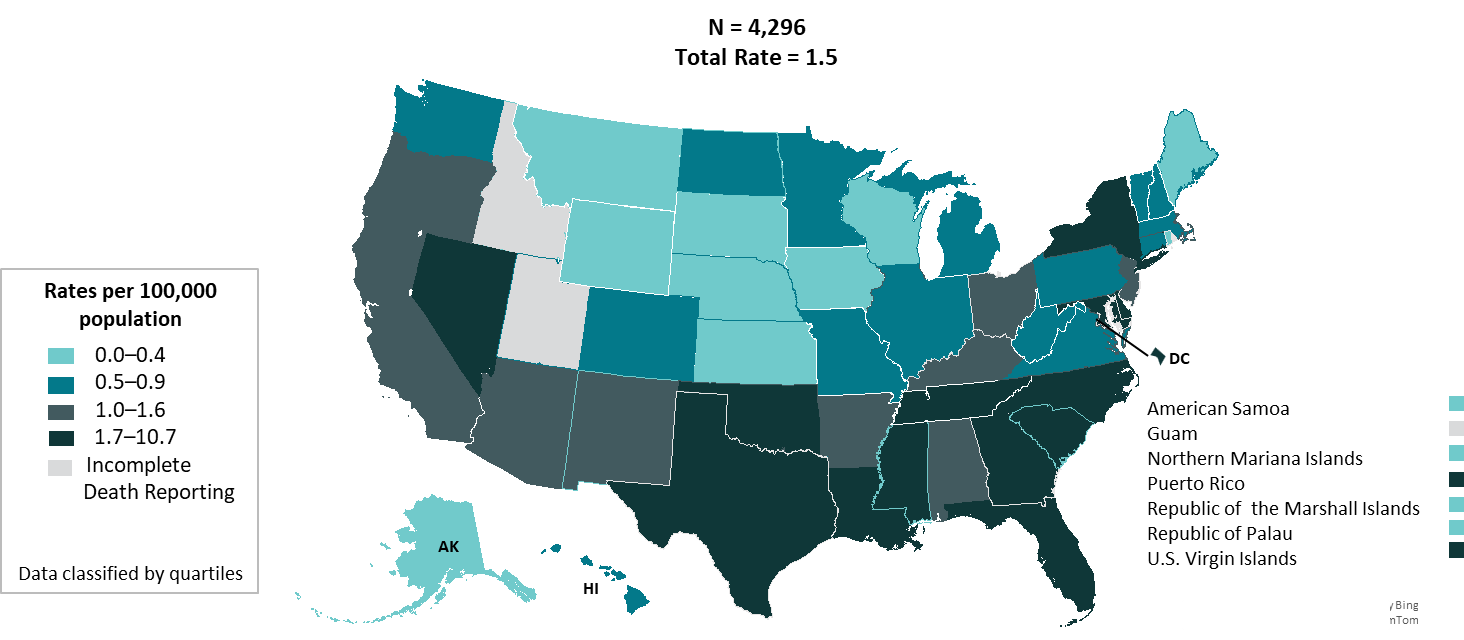 N = 4,296
Total Rate = 1.5
Rates per 100,000
population
0.0–0.4
0.5–0.9
1.0–1.6
1.7–10.7
Incomplete
Death Reporting
Data classified by quartiles
AK
HI
DC
American Samoa
Guam
Northern Mariana Islands
Puerto Rico
Republic of the Marshall Islands
Republic of Palau
U.S. Virgin Islands
Bing
nTom